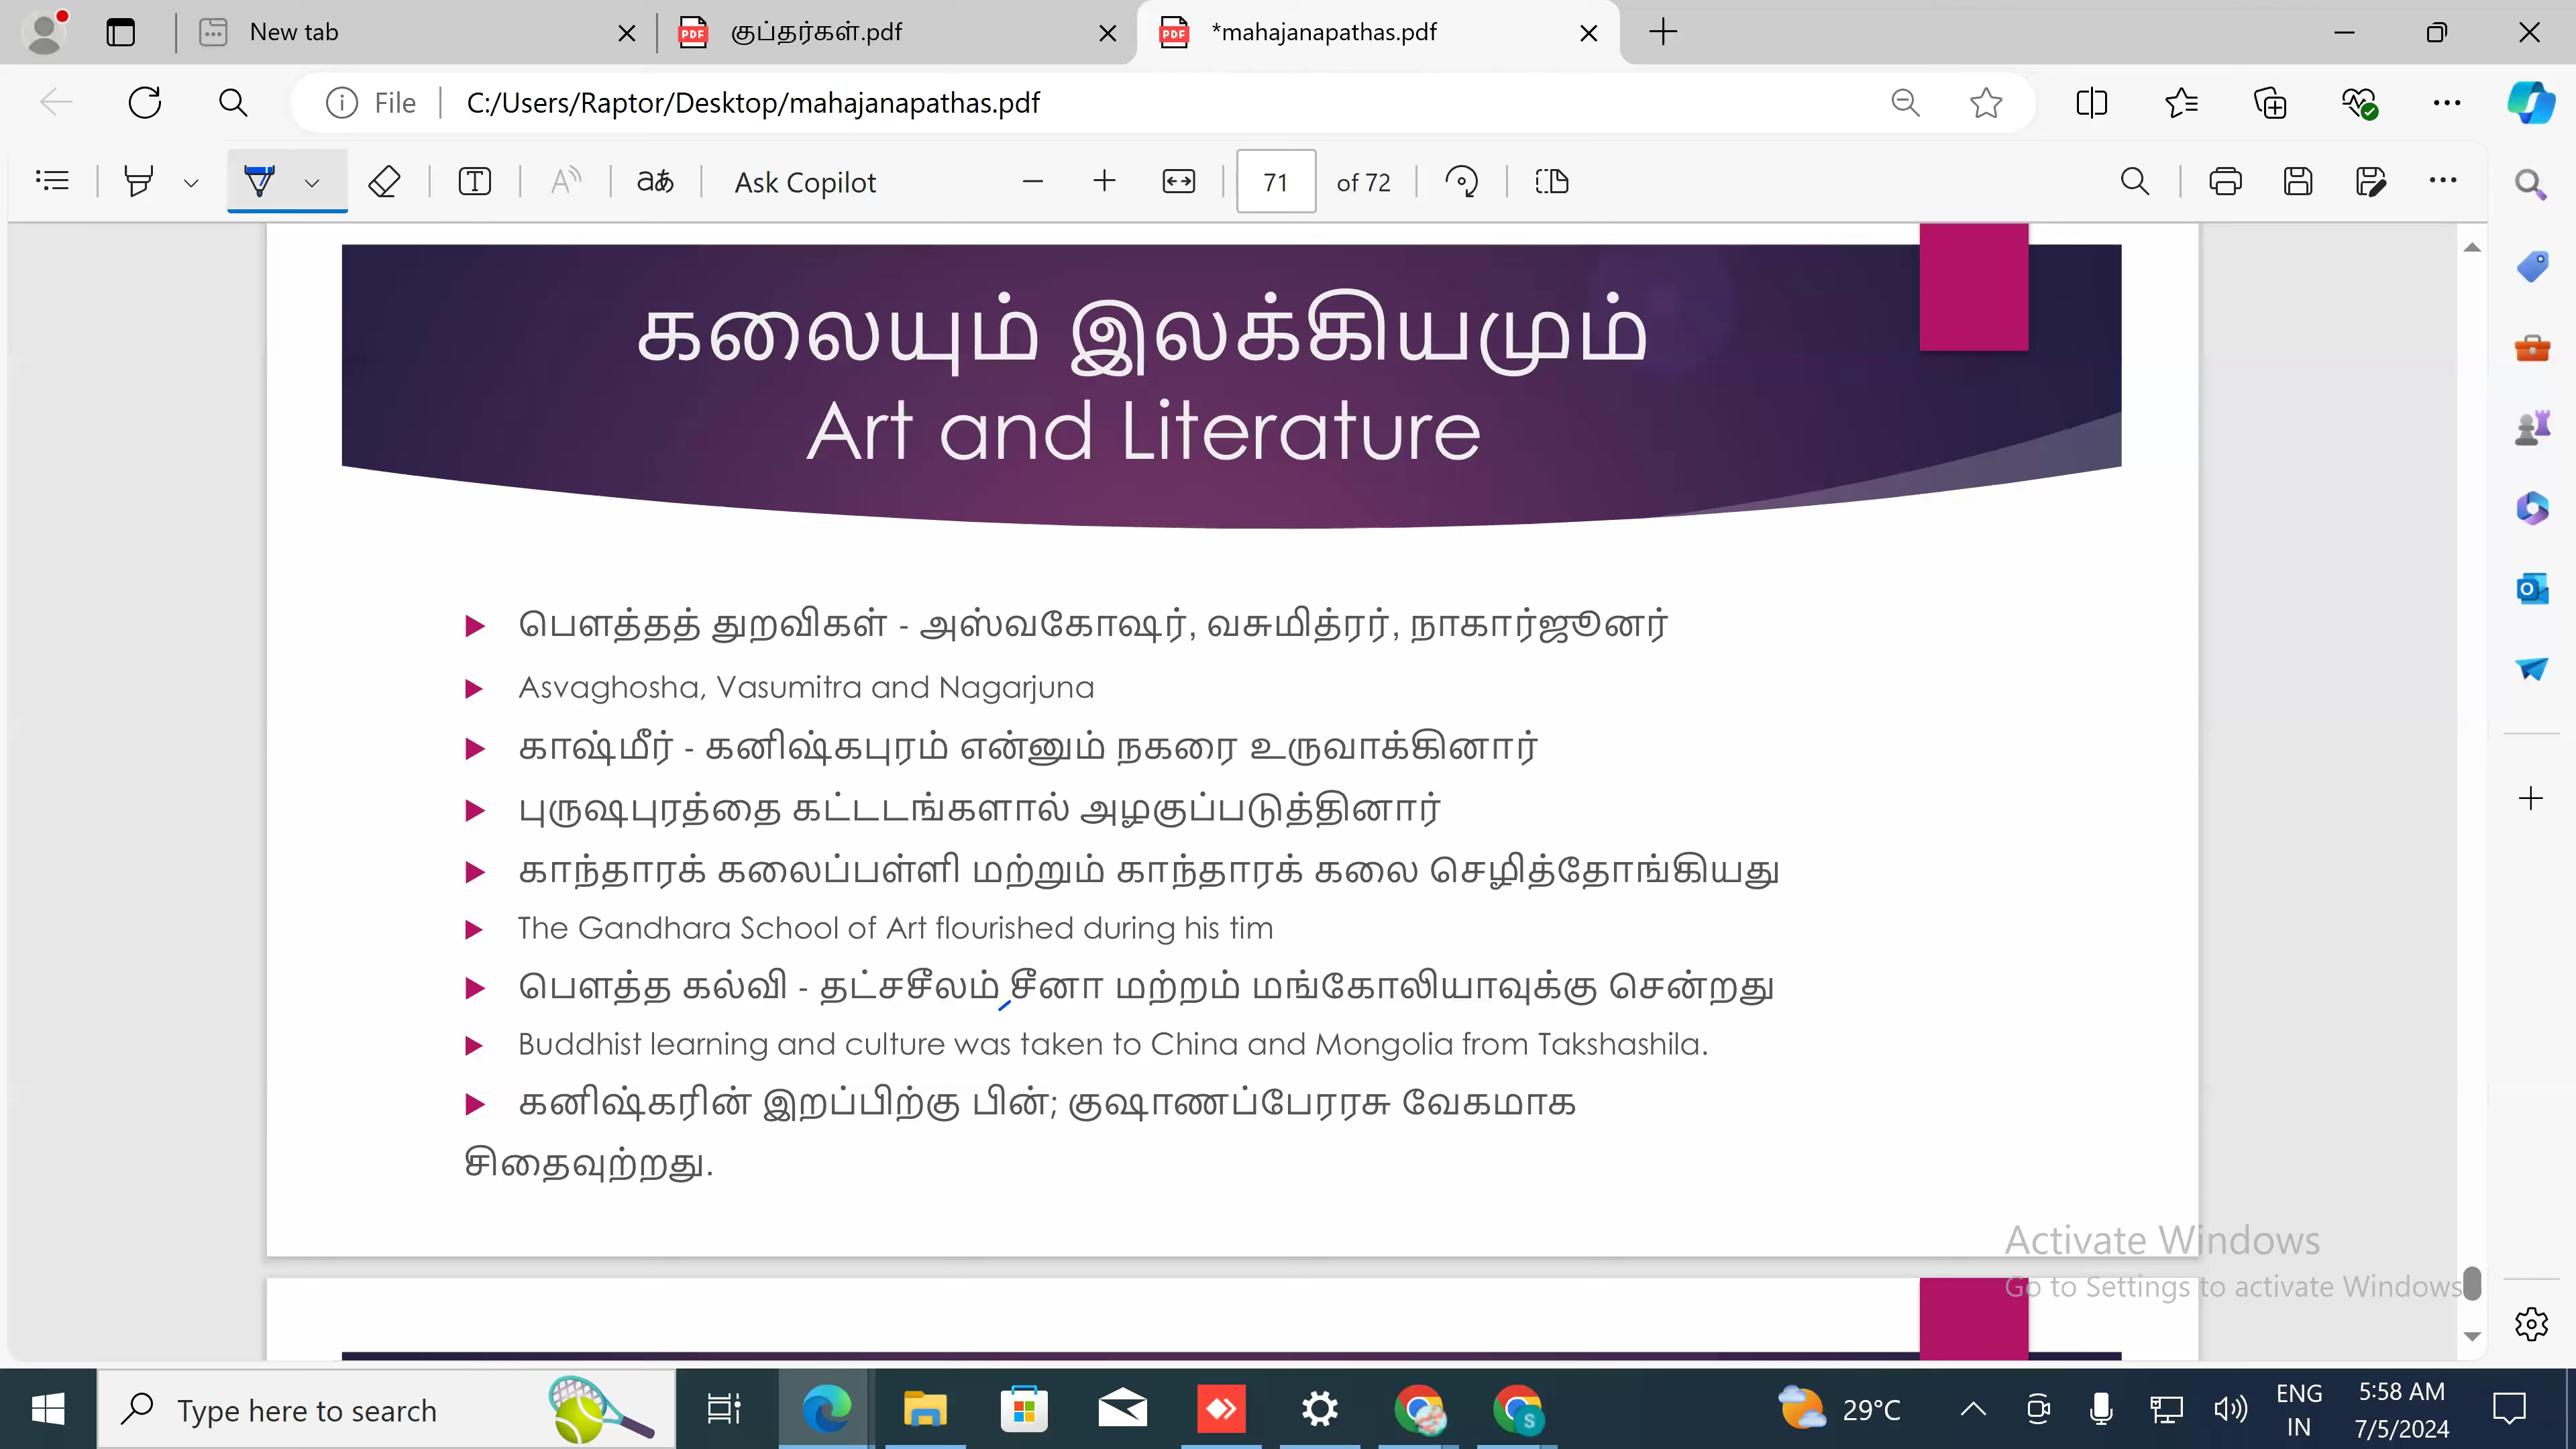 New tab
குப்தர்கள்.pdf
*mahajanapathas.pdf
File
C:/Users/Raptor/Desktop/mahajanapathas.pdf
aあ
Ask Copilot
71 of 72
கலையும் இலக்கியமும்
Art and Literature
பௌத்தத் துறவிகள் - அஸ்வகோஷர், வசுமித்ரர், நாகார்ஜூனர்
Asvaghosha, Vasumitra and Nagarjuna
காஷ்மீர் - கனிஷ்கபுரம் என்னும் நகரை உருவாக்கினார்
புருஷபுரத்தை கட்டடங்களால் அழகுப்படுத்தினார்
காந்தாரக் கலைப்பள்ளி மற்றும் காந்தாரக் கலை செழித்தோங்கியது
The Gandhara School of Art flourished during his tim
பௌத்த கல்வி - தட்சசீலம் சீனா மற்றம் மங்கோலியாவுக்கு சென்றது
Buddhist learning and culture was taken to China and Mongolia from Takshashila.
கனிஷ்கரின் இறப்பிற்கு பின்; குஷாணப்பேரரசு வேகமாக
சிதைவுற்றது.
Activate Windows
Go to Settings to activate Windows
Type here to search
29°C
ENG
IN
5:58 AM
7/5/2024